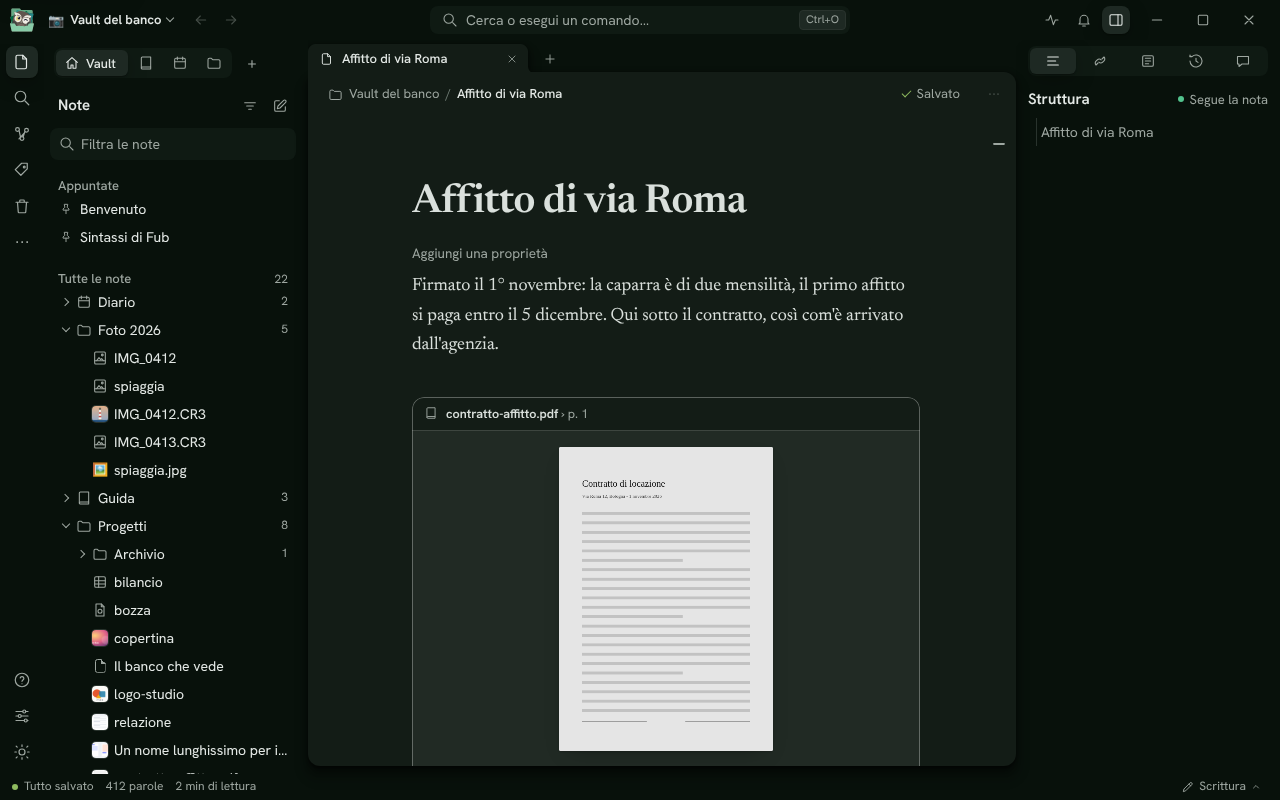 Vault del banco
Cerca o esegui un comando...
Ctrl+O
Vault
Note
Filtra le note
Appuntate
Benvenuto
Sintassi di Fub
Tutte le note 22
Diario 2
Foto 2026 5
IMG_0412
spiaggia
IMG_0412.CR3
IMG_0413.CR3
spiaggia.jpg
Guida 3
Progetti 8
Archivio 1
bilancio
bozza
copertina
Il banco che vede
logo-studio
relazione
Un nome lunghissimo per i...
Affitto di via Roma
Vault del banco / Affitto di via Roma
Salvato
Affitto di via Roma
Aggiungi una proprietà
Firmato il 1° novembre: la caparra è di due mensilità, il primo affitto
si paga entro il 5 dicembre. Qui sotto il contratto, così com'è arrivato
dall'agenzia.
contratto-affitto.pdf › p. 1
Contratto di locazione
Struttura
Segue la nota
Affitto di via Roma
Tutto salvato 412 parole 2 min di lettura
Scrittura